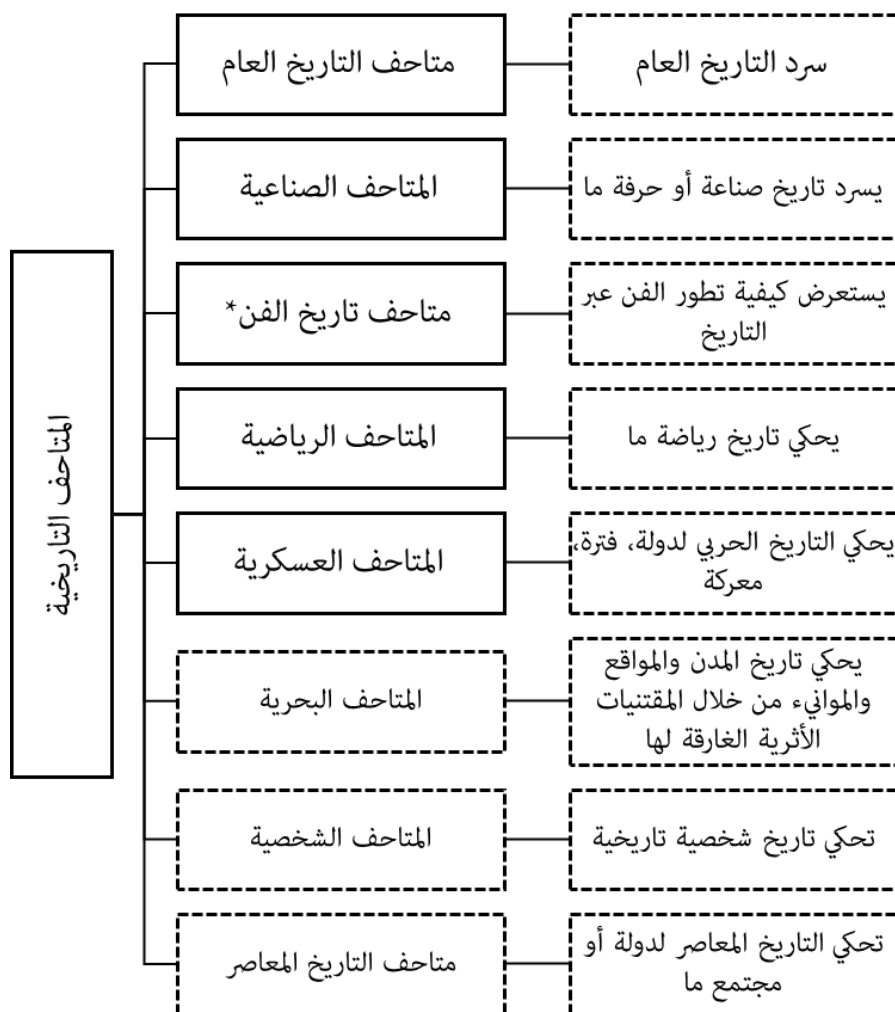 متاحف التاريخ العام
سرد التاريخ العام
المتاحف الصناعية
يسرد تاريخ صناعة أو حرفة ما
متاحف تاريخ الفن*
يستعرض كيفية تطور الفن عبر
التاريخ
المتاحف الرياضية
يحكي تاريخ رياضة ما
المتاحف العسكرية
يحكي التاريخ الحربي لدولة، فترة،
معركة
المتاحف البحرية
يحكي تاريخ المدن والمواقع
والموانيء من خلال المقتنيات
الأثرية الغارقة لها
المتاحف الشخصية
تحكي تاريخ شخصية تاريخية
متاحف التاريخ المعاصر
تحكي التاريخ المعاصر لدولة أو
مجتمع ما
المتاحف التاريخية